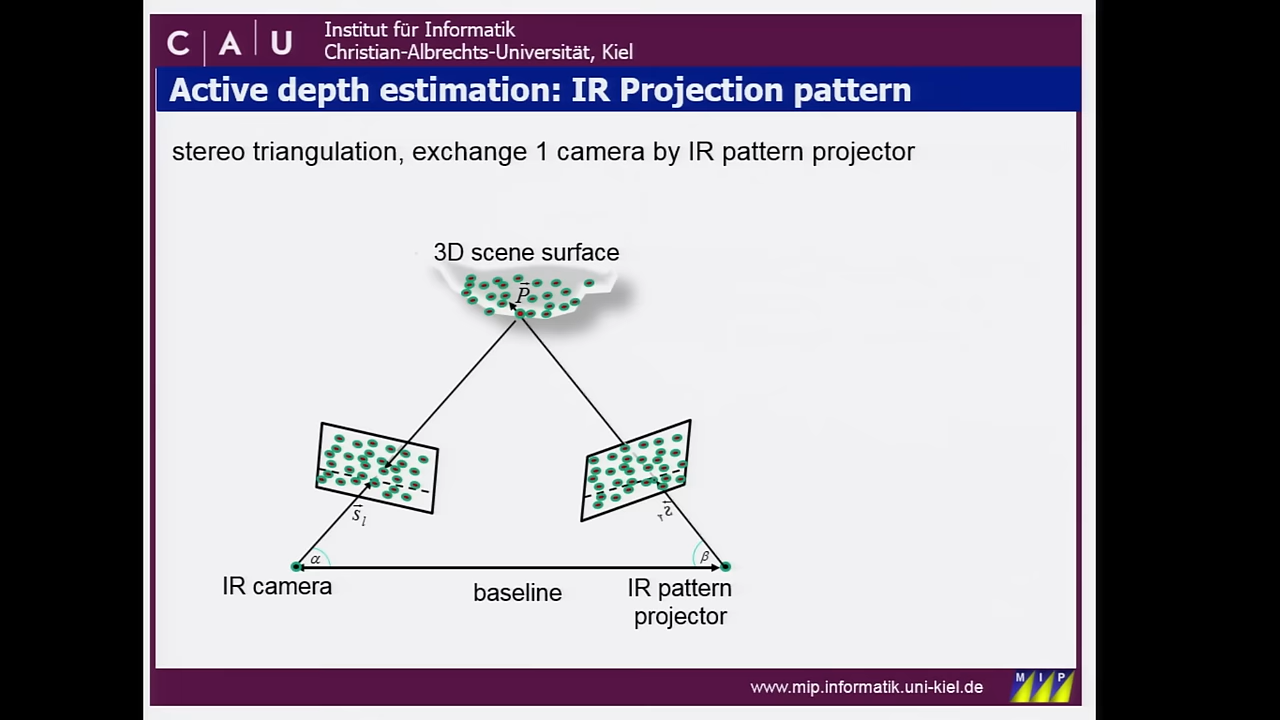 C A U
Institut für Informatik
Christian-Albrechts-Universität, Kiel
Active depth estimation: IR Projection pattern
stereo triangulation, exchange 1 camera by IR pattern projector
3D scene surface
P
s l
s r
α
β
IR camera
baseline
IR pattern
projector
www.mip.informatik.uni-kiel.de
M I P